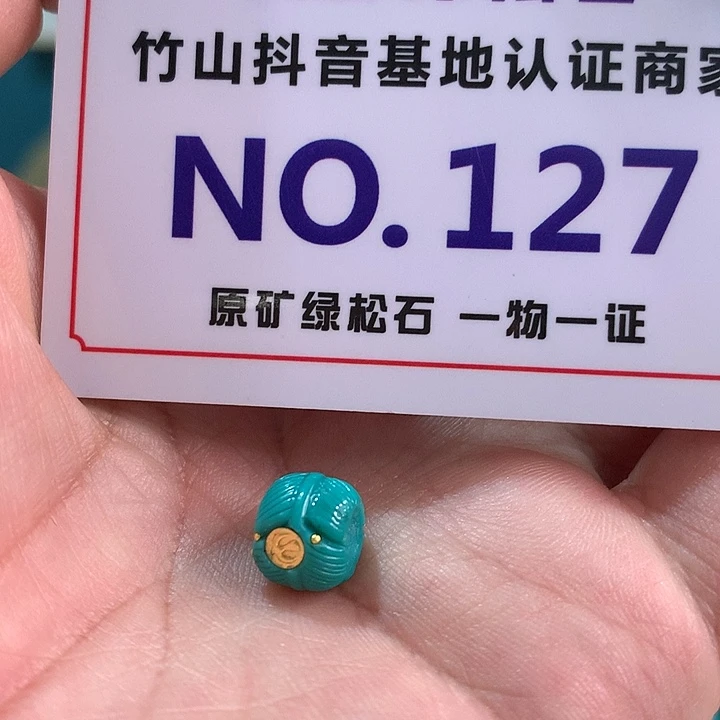 竹山抖音基地认证商家
NO. 127
原矿绿松石 一物一证